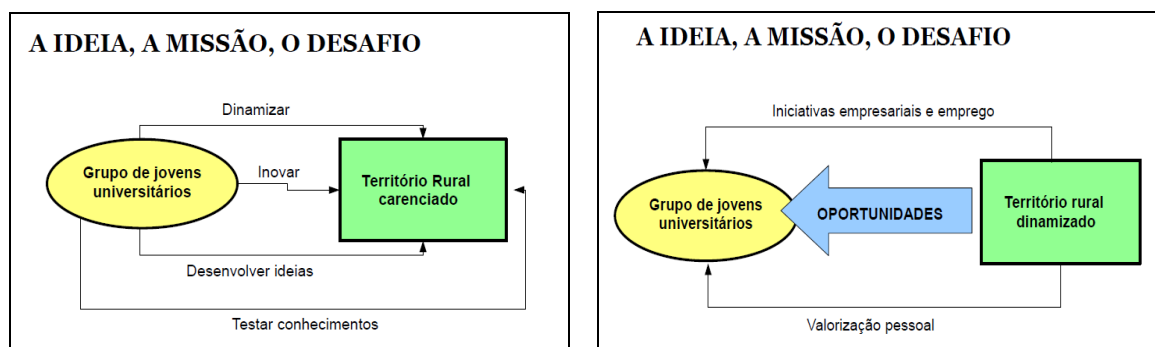 A IDEIA, A MISSÃO, O DESAFIO
Dinamizar
Grupo de jovens
universitários
Inovar
Território Rural
carenciado
Desenvolver ideias
Testar conhecimentos
A IDEIA, A MISSÃO, O DESAFIO
Iniciativas empresariais e emprego
Grupo de jovens
universitários
OPORTUNIDADES
Território rural
dinamizado
Valorização pessoal